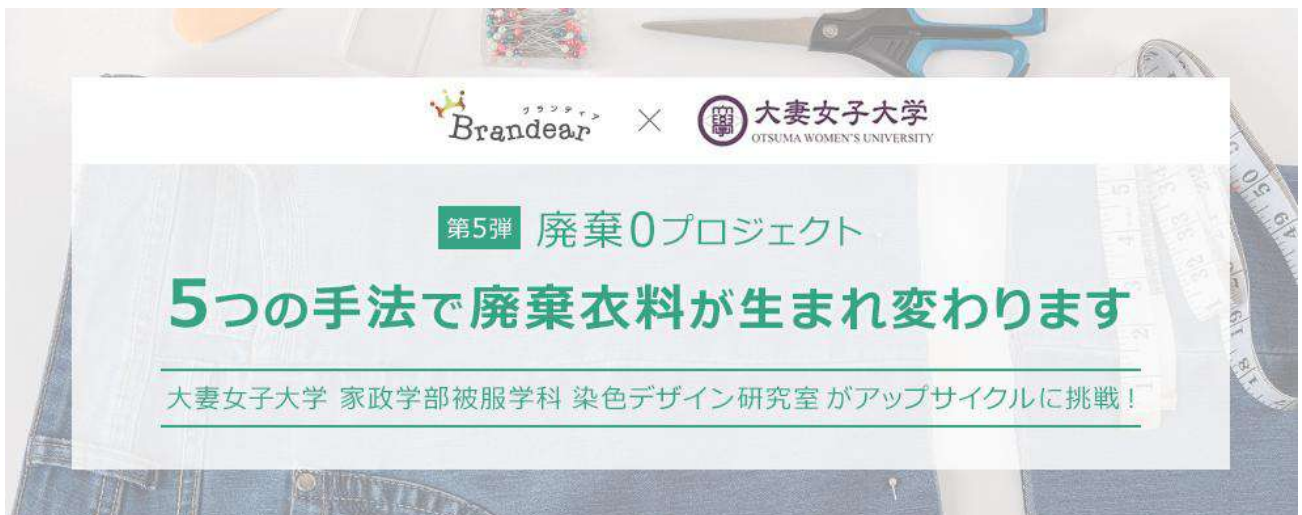 ブランディア
Brandear
×
大妻女子大学
OTSUMA WOMEN'S UNIVERSITY
第5弾 廃棄0プロジェクト
5つの手法で廃棄衣料が生まれ変わります
大妻女子大学 家政学部被服学科 染色デザイン研究室 がアップサイクルに挑戦！